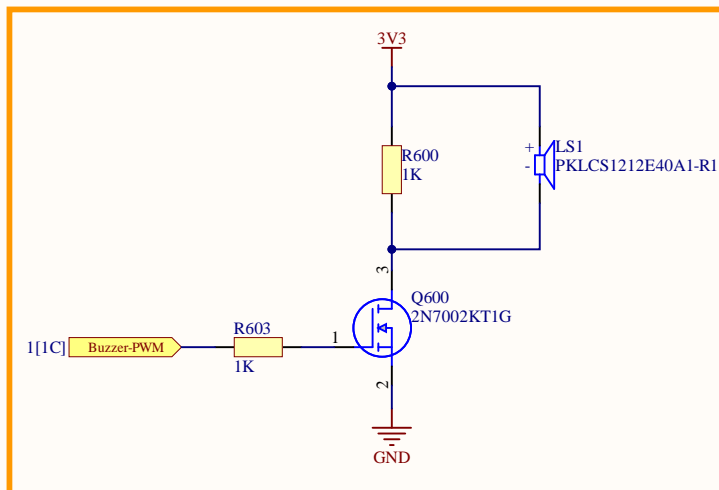 3V3
R600
1K
+
-
LS1
PKLCS1212E40A1-R1
3
Q600
2N7002KT1G
1[1C]
Buzzer-PWM
R603
1K
1
2
GND